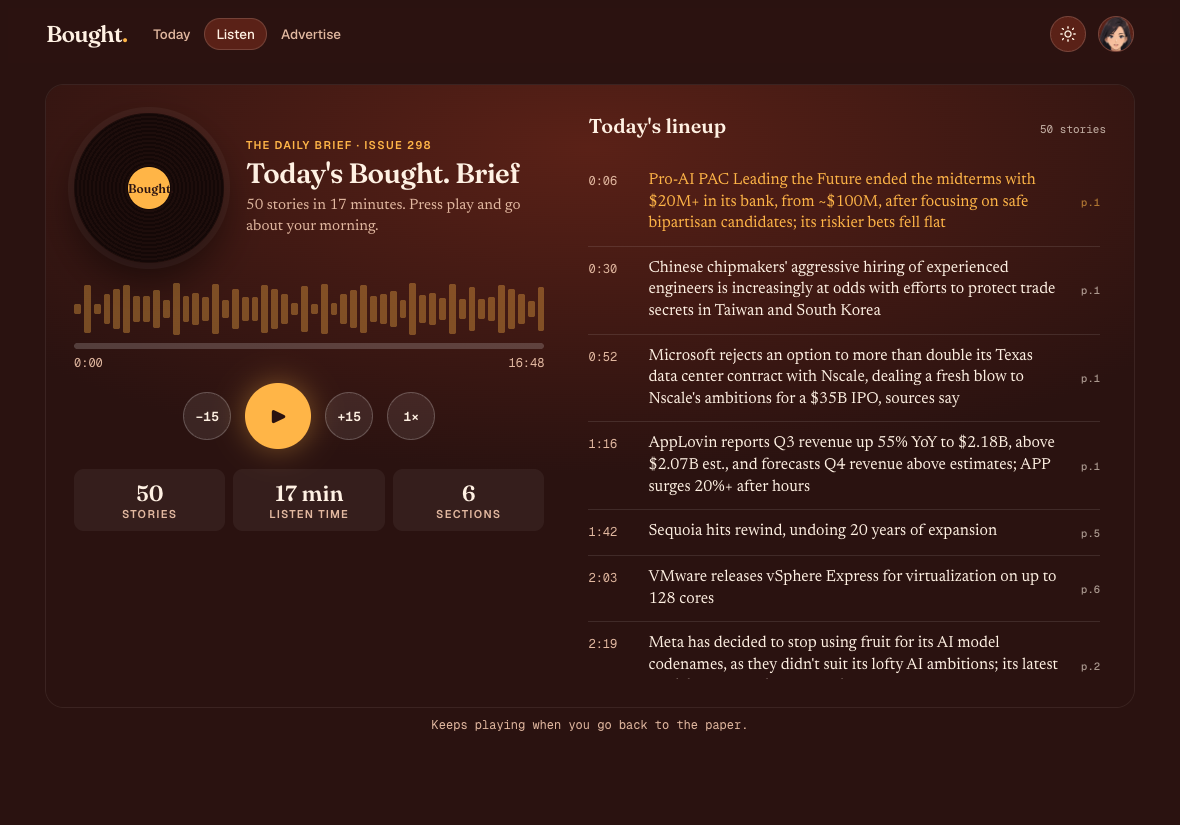 Bought.
Today
Listen
Advertise
Bought
THE DAILY BRIEF · ISSUE 298
Today's Bought. Brief
50 stories in 17 minutes. Press play and go
about your morning.
0:00
16:48
−15
+15
1×
50
STORIES
17 min
LISTEN TIME
6
SECTIONS
Today's lineup
50 stories
0:06
Pro-AI PAC Leading the Future ended the midterms with
$20M+ in its bank, from ~$100M, after focusing on safe
bipartisan candidates; its riskier bets fell flat
p.1
0:30
Chinese chipmakers' aggressive hiring of experienced
engineers is increasingly at odds with efforts to protect trade
secrets in Taiwan and South Korea
p.1
0:52
Microsoft rejects an option to more than double its Texas
data center contract with Nscale, dealing a fresh blow to
Nscale's ambitions for a $35B IPO, sources say
p.1
1:16
AppLovin reports Q3 revenue up 55% YoY to $2.18B, above
$2.07B est., and forecasts Q4 revenue above estimates; APP
surges 20%+ after hours
p.1
1:42
Sequoia hits rewind, undoing 20 years of expansion
p.5
2:03
VMware releases vSphere Express for virtualization on up to
128 cores
p.6
2:19
Meta has decided to stop using fruit for its AI model
codenames, as they didn't suit its lofty AI ambitions; its latest
p.2
Keeps playing when you go back to the paper.